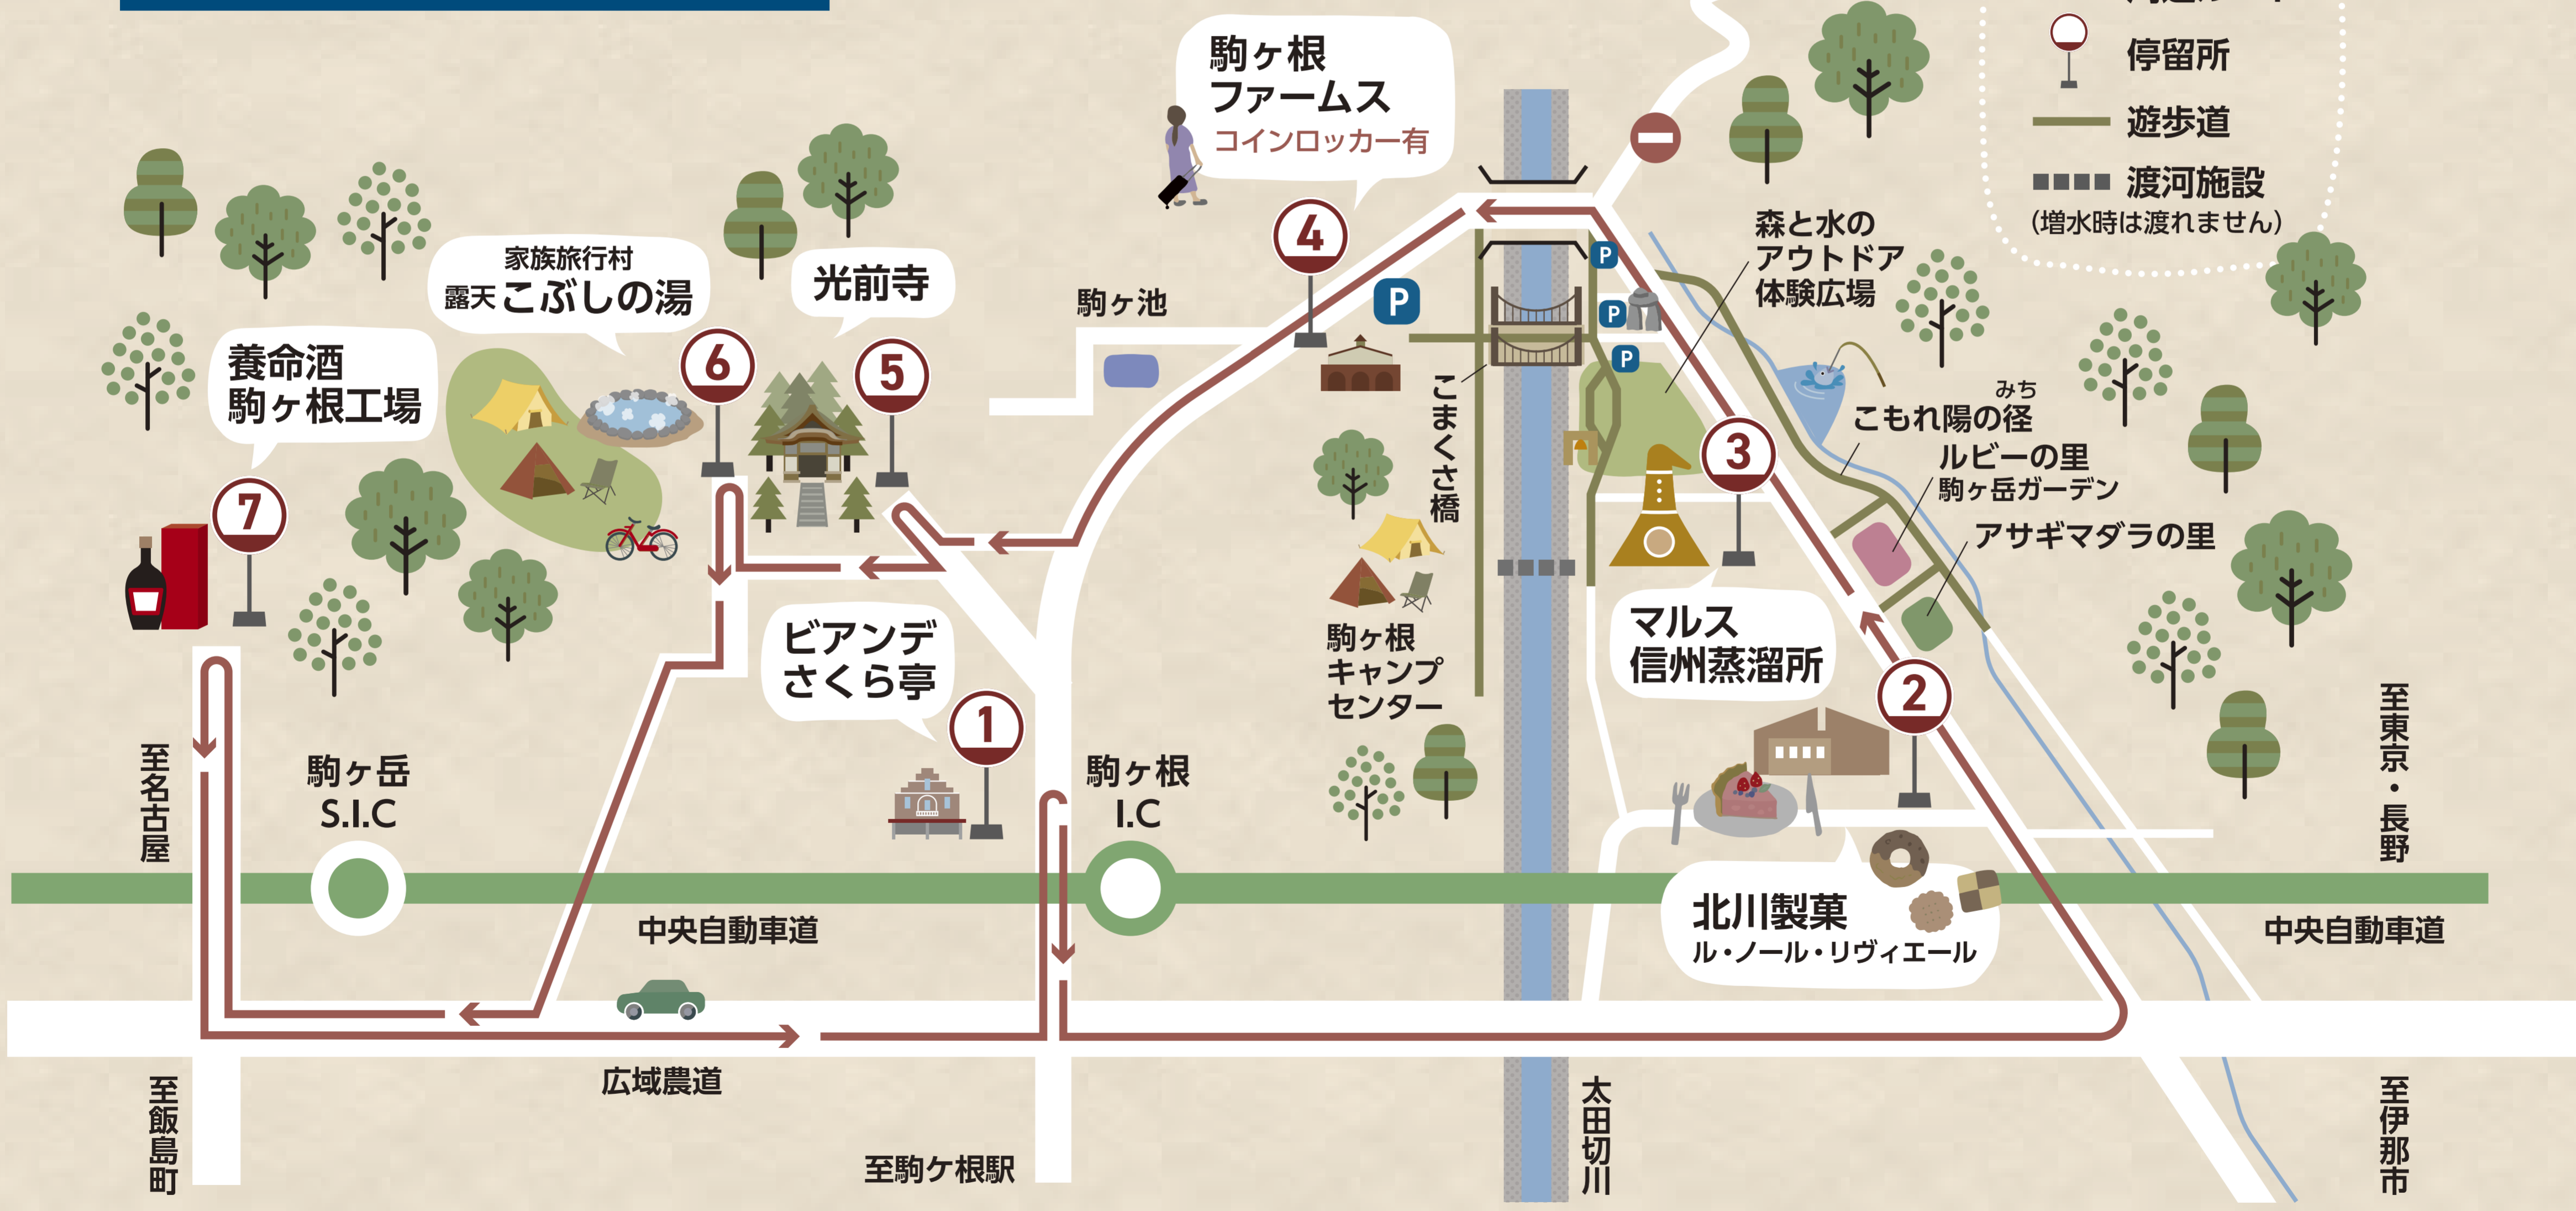 停留所
遊歩道
渡河施設
(増水時は渡れません)
駒ヶ根
ファームス
コインロッカー有
4
森と水の
アウトドア
体験広場
家族旅行村
露天こぶしの湯
6
光前寺
5
駒ヶ池
P
P
P
P
養命酒
駒ヶ根工場
7
こまくさ橋
3
みち
こもれ陽の径
ルビーの里
駒ヶ岳ガーデン
アサギマダラの里
ビアンデ
さくら亭
1
駒ヶ根
キャンプ
センター
マルス
信州蒸溜所
2
至名古屋
駒ヶ岳
S.I.C
駒ヶ根
I.C
至東京・長野
中央自動車道
北川製菓
ル・ノール・リヴィエール
中央自動車道
広域農道
至飯島町
至駒ケ根駅
太田切川
至伊那市